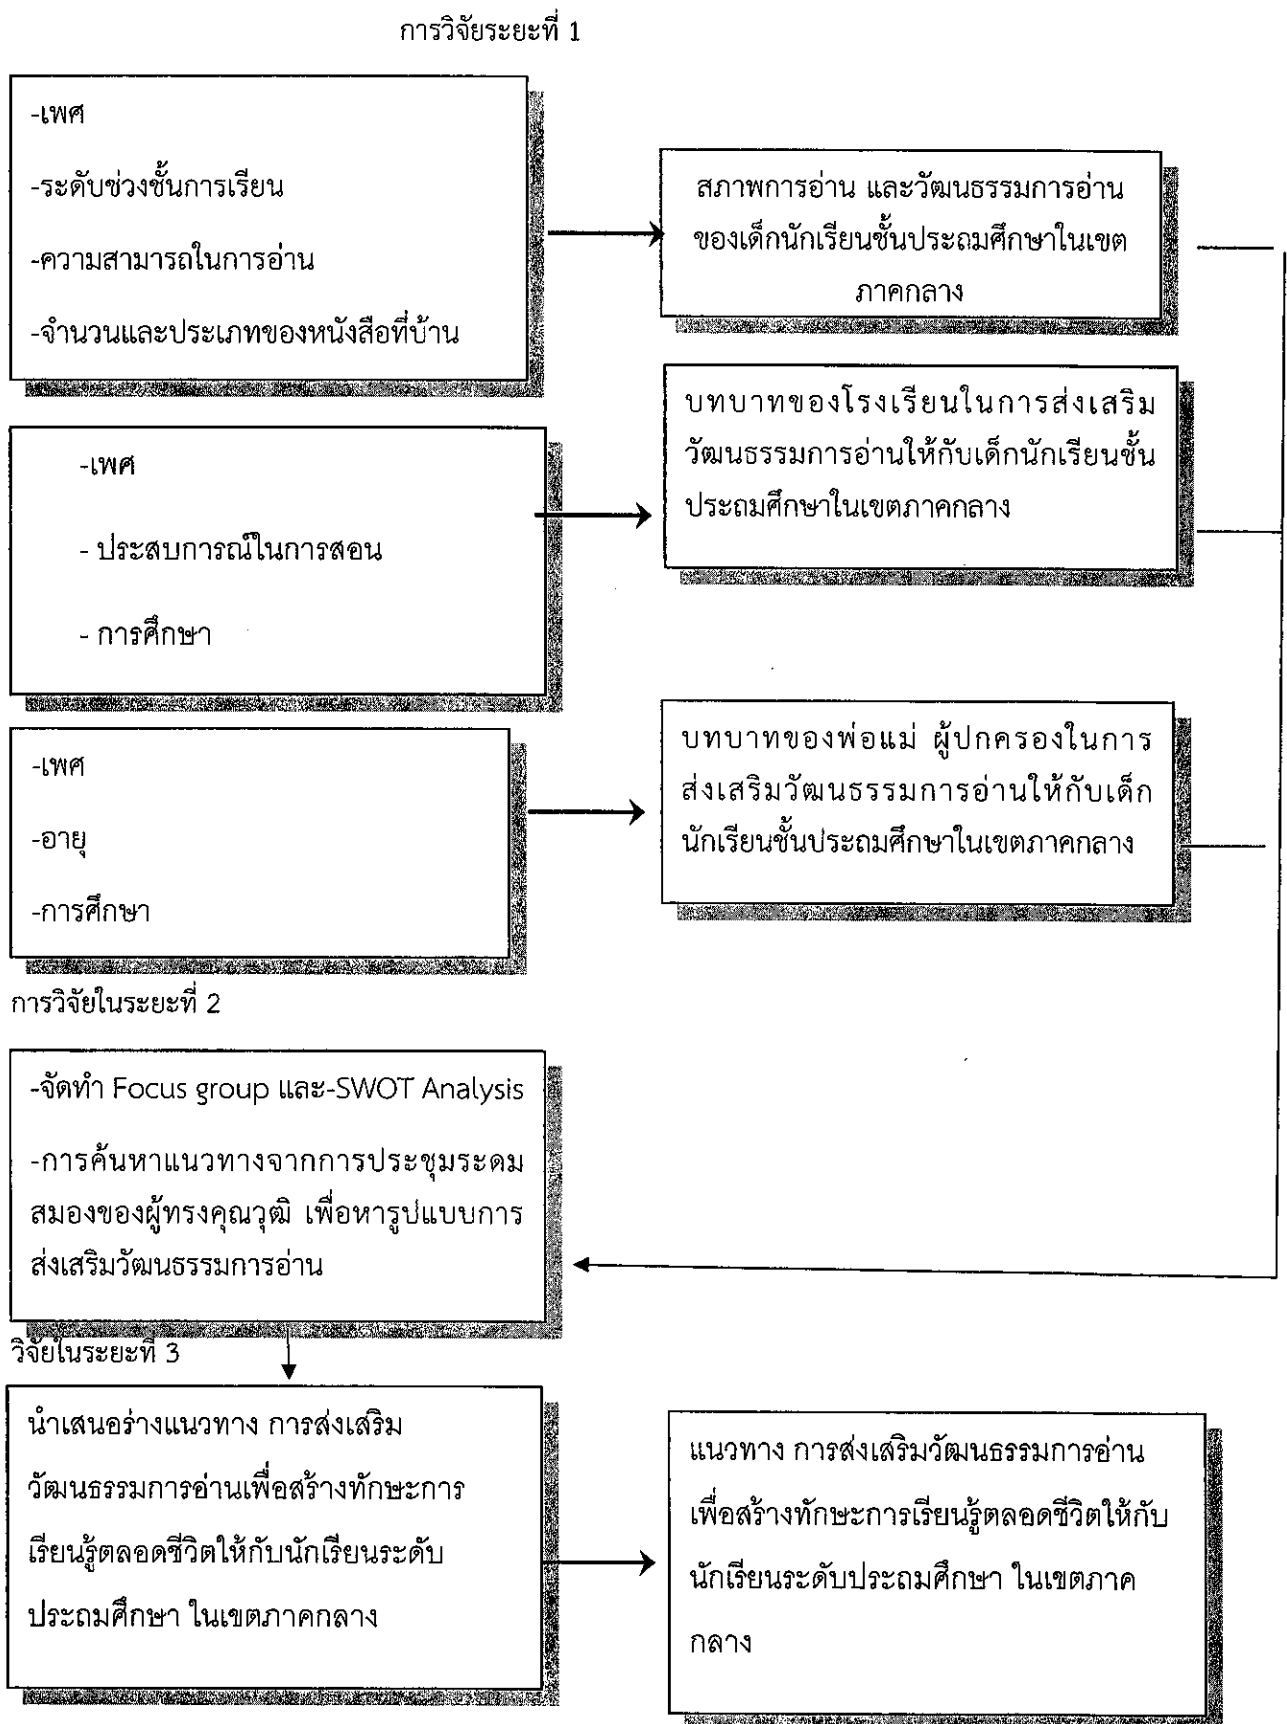 การวิจัยระยะที่ 1
-เพศ
-ระดับช่วงชั้นการเรียน
-ความสามารถในการอ่าน
-จำนวนและประเภทของหนังสือที่บ้าน
สภาพการอ่าน และวัฒนธรรมการอ่าน
ของเด็กนักเรียนชั้นประถมศึกษาในเขต
ภาคกลาง
-เพศ
- ประสบการณ์ในการสอน
- การศึกษา
บทบาทของโรงเรียนในการส่งเสริม
วัฒนธรรมการอ่านให้กับเด็กนักเรียนชั้น
ประถมศึกษาในเขตภาคกลาง
-เพศ
-อายุ
-การศึกษา
บทบาทของพ่อแม่ ผู้ปกครองในการ
ส่งเสริมวัฒนธรรมการอ่านให้กับเด็ก
นักเรียนชั้นประถมศึกษาในเขตภาคกลาง
การวิจัยในระยะที่ 2
-จัดทำ Focus group และ-SWOT Analysis
-การค้นหาแนวทางจากการประชุมระดม
สมองของผู้ทรงคุณวุฒิ เพื่อหารูปแบบการ
ส่งเสริมวัฒนธรรมการอ่าน
วิจัยในระยะที่ 3
นำเสนอร่างแนวทาง การส่งเสริม
วัฒนธรรมการอ่านเพื่อสร้างทักษะการ
เรียนรู้ตลอดชีวิตให้กับนักเรียนระดับ
ประถมศึกษา ในเขตภาคกลาง
แนวทาง การส่งเสริมวัฒนธรรมการอ่าน
เพื่อสร้างทักษะการเรียนรู้ตลอดชีวิตให้กับ
นักเรียนระดับประถมศึกษา ในเขตภาค
กลาง